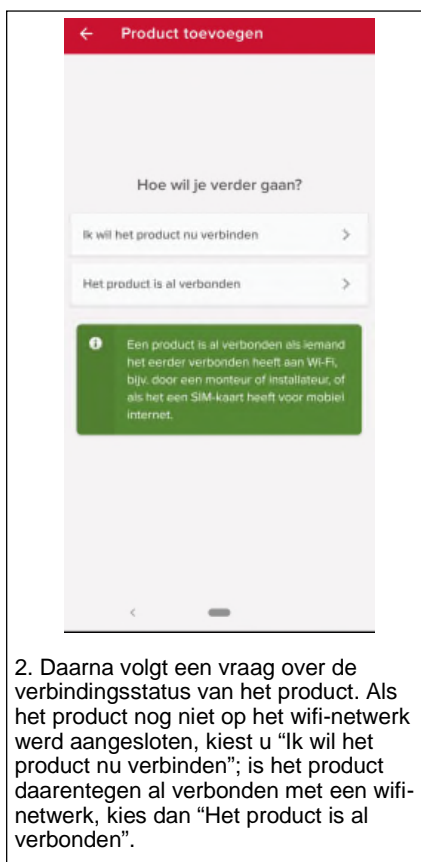 Product toevoegen
Hoe wil je verder gaan?
Ik wil het product nu verbinden
Het product is al verbonden
Een product is al verbonden als iemand
het eerder verbonden heeft aan Wi-Fi,
bijv. door een monteur of installateur, of
als het een SIM-kaart heeft voor mobiel
internet.
2. Daarna volgt een vraag over de
verbindingsstatus van het product. Als
het product nog niet op het wifi-netwerk
werd aangesloten, kiest u “Ik wil het
product nu verbinden”; is het product
daarentegen al verbonden met een wifi-
netwerk, kies dan “Het product is al
verbonden”.